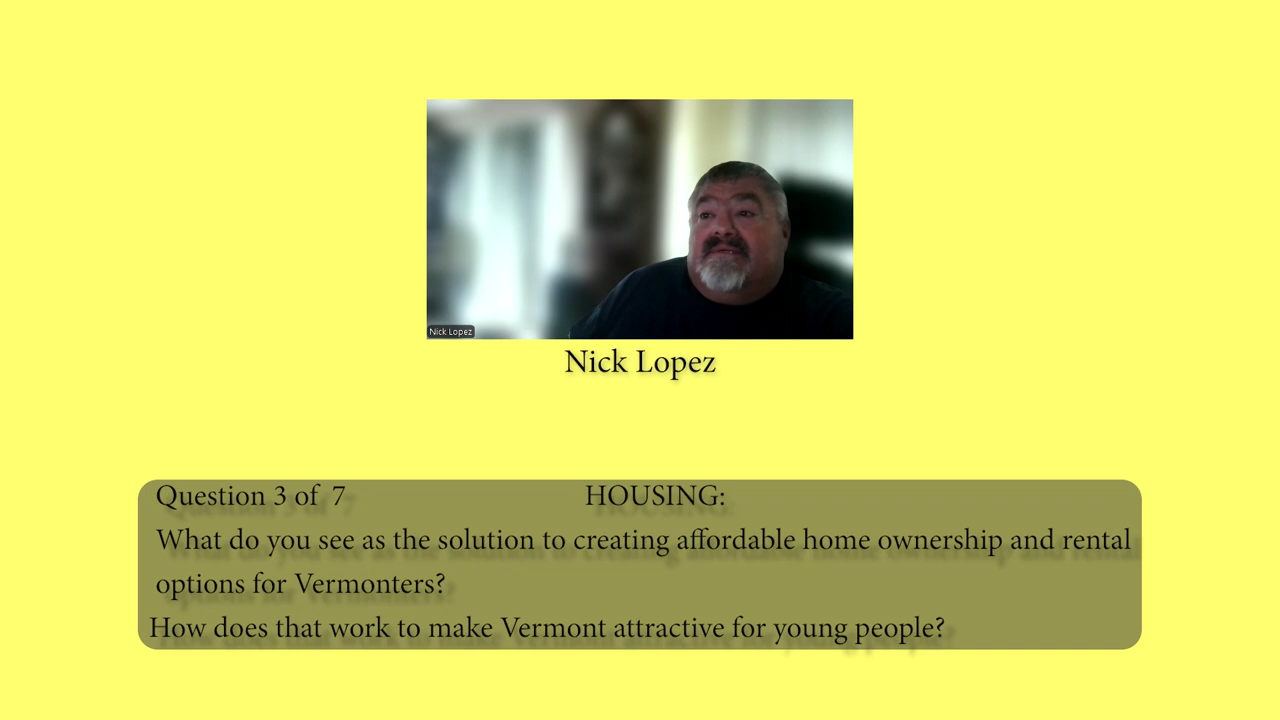 Nick Lopez
Nick Lopez
Question 3 of 7 HOUSING:
What do you see as the solution to creating affordable home ownership and rental
options for Vermonters?
How does that work to make Vermont attractive for young people?